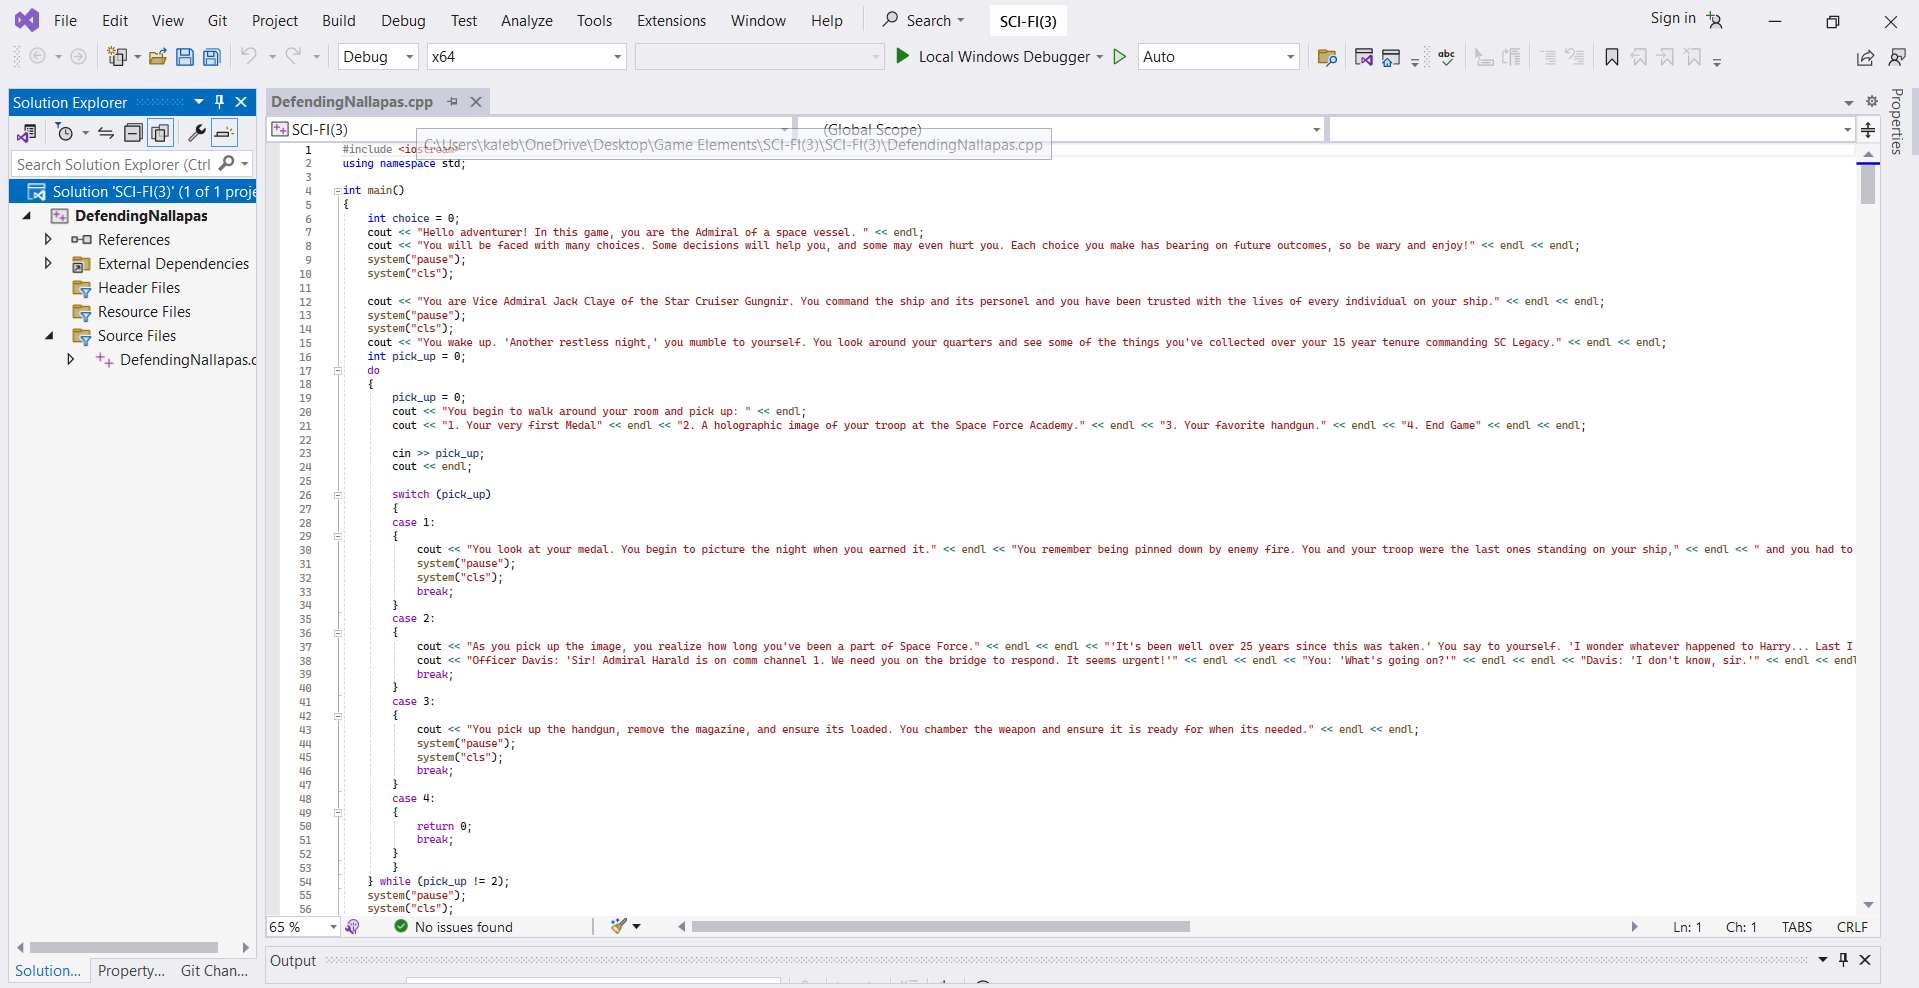 File Edit View Git Project Build Debug Test Analyze Tools Extensions Window Help Search SCI-FI(3) Sign in
Debug x64 Local Windows Debugger Auto
Solution Explorer
Search Solution Explorer (Ctrl
Solution 'SCI-FI(3)' (1 of 1 proje
DefendingNallapas
References
External Dependencies
Header Files
Resource Files
Source Files
DefendingNallapas.c
Solution... Property... Git Chan...
DefendingNallapas.cpp
SCI-FI(3) (Global Scope)
C:\Users\kaleb\OneDrive\Desktop\Game Elements\SCI-FI(3)\SCI-FI(3)\DefendingNallapas.cpp
1 #include <iostream>
2 using namespace std;
3
4 int main()
5 {
6 int choice = 0;
7 cout << "Hello adventurer! In this game, you are the Admiral of a space vessel. " << endl;
8 cout << "You will be faced with many choices. Some decisions will help you, and some may even hurt you. Each choice you make has bearing on future outcomes, so be wary and enjoy!" << endl << endl;
9 system("pause");
10 system("cls");
11
12 cout << "You are Vice Admiral Jack Claye of the Star Cruiser Gungnir. You command the ship and its personel and you have been trusted with the lives of every individual on your ship." << endl << endl;
13 system("pause");
14 system("cls");
15 cout << "You wake up. 'Another restless night,' you mumble to yourself. You look around your quarters and see some of the things you've collected over your 15 year tenure commanding SC Legacy." << endl << endl;
16 int pick_up = 0;
17 do
18 {
19 pick_up = 0;
20 cout << "You begin to walk around your room and pick up: " << endl;
21 cout << "1. Your very first Medal" << endl << "2. A holographic image of your troop at the Space Force Academy." << endl << "3. Your favorite handgun." << endl << "4. End Game" << endl << endl;
22
23 cin >> pick_up;
24 cout << endl;
25
26 switch (pick_up)
27 {
28 case 1:
29 {
30 cout << "You look at your medal. You begin to picture the night when you earned it." << endl << "You remember being pinned down by enemy fire. You and your troop were the last ones standing on your ship," << endl << " and you had to
31 system("pause");
32 system("cls");
33 break;
34 }
35 case 2:
36 {
37 cout << "As you pick up the image, you realize how long you've been a part of Space Force." << endl << endl << "'It's been well over 25 years since this was taken.' You say to yourself. 'I wonder whatever happened to Harry... Last I
38 cout << "Officer Davis: 'Sir! Admiral Harald is on comm channel 1. We need you on the bridge to respond. It seems urgent!'" << endl << endl << "You: 'What's going on?'" << endl << endl << "Davis: 'I don't know, sir.'" << endl << endl
39 break;
40 }
41 case 3:
42 {
43 cout << "You pick up the handgun, remove the magazine, and ensure its loaded. You chamber the weapon and ensure it is ready for when its needed." << endl << endl;
44 system("pause");
45 system("cls");
46 break;
47 }
48 case 4:
49 {
50 return 0;
51 break;
52 }
53 }
54 } while (pick_up != 2);
55 system("pause");
56 system("cls");
65 % No issues found Ln: 1 Ch: 1 TABS CRLF
Output
Properties